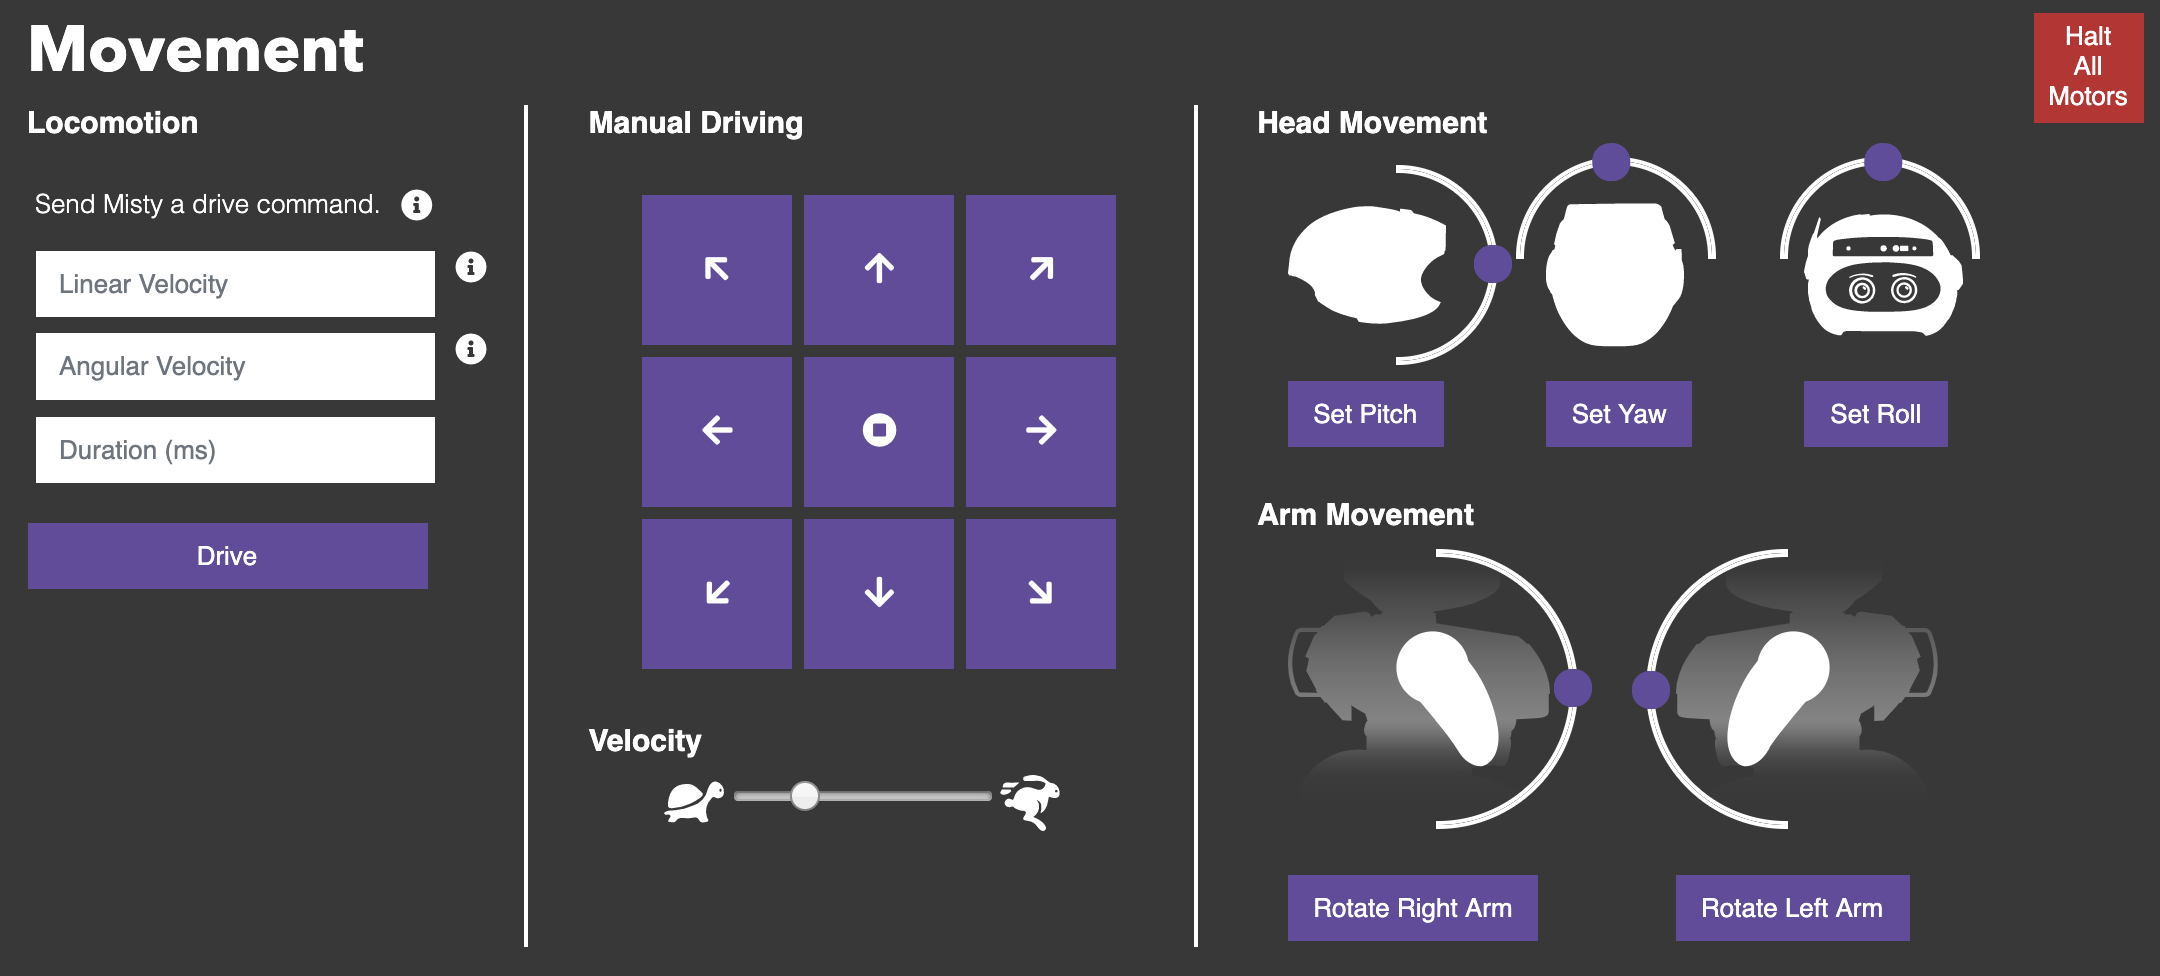 Movement
Halt
All
Motors
Locomotion
Send Misty a drive command.
Linear Velocity
Angular Velocity
Duration (ms)
Drive
Manual Driving
Velocity
Head Movement
Set Pitch
Set Yaw
Set Roll
Arm Movement
Rotate Right Arm
Rotate Left Arm